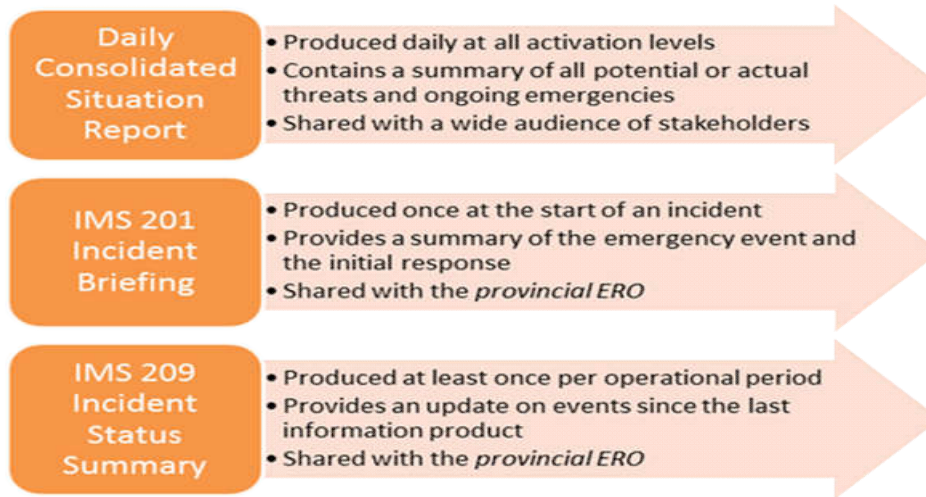 Daily
Consolidated
Situation
Report
• Produced daily at all activation levels
• Contains a summary of all potential or actual
threats and ongoing emergencies
• Shared with a wide audience of stakeholders
IMS 201
Incident
Briefing
• Produced once at the start of an incident
• Provides a summary of the emergency event and
the initial response
• Shared with the provincial ERO
IMS 209
Incident
Status
Summary
• Produced at least once per operational period
• Provides an update on events since the last
information product
• Shared with the provincial ERO